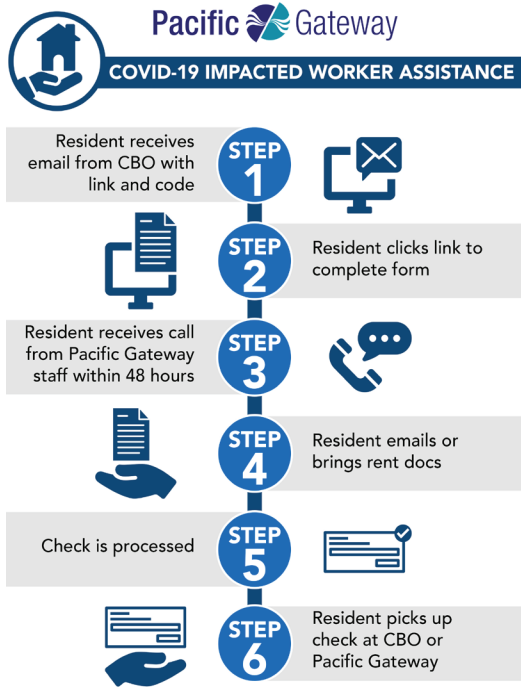 Pacific Gateway
COVID-19 IMPACTED WORKER ASSISTANCE
Resident receives
email from CBO with
link and code
STEP
1
STEP
2
Resident clicks link to
complete form
Resident receives call
from Pacific Gateway
staff within 48 hours
STEP
3
STEP
4
Resident emails or
brings rent docs
Check is processed
STEP
5
STEP
6
Resident picks up
check at CBO or
Pacific Gateway